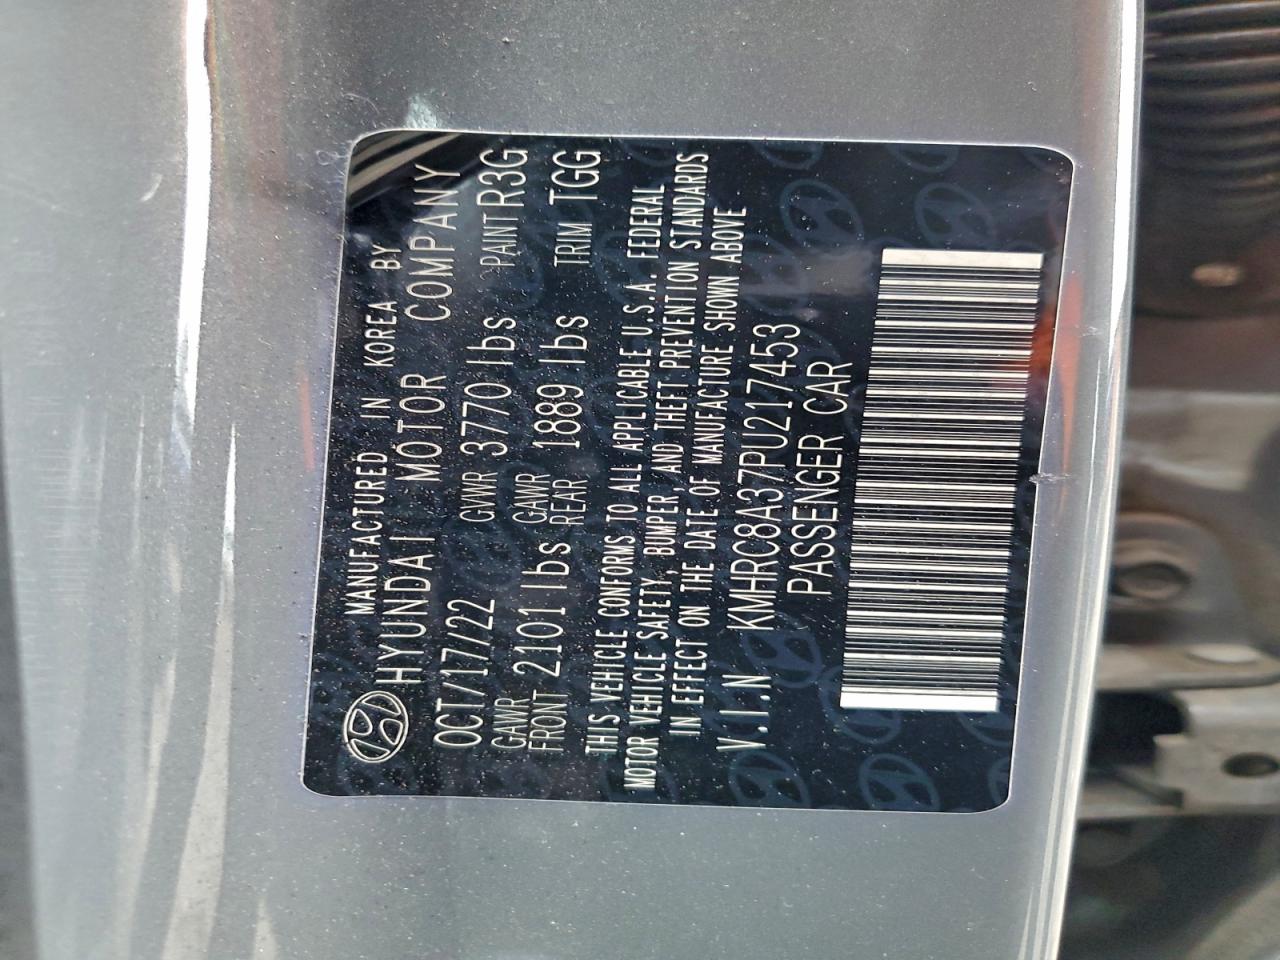 MANUFACTURED IN KOREA BY
HYUNDAI MOTOR COMPANY
OCT/17/22 GVWR 3770 lbs PAINT R3G
GAWR FRONT 2101 lbs GAWR REAR 1889 lbs TRIM TGG
THIS VEHICLE CONFORMS TO ALL APPLICABLE U.S.A. FEDERAL
MOTOR VEHICLE SAFETY, BUMPER, AND THEFT PREVENTION STANDARDS
IN EFFECT ON THE DATE OF MANUFACTURE SHOWN ABOVE
V.I.N KMHRC8A37PU217453
PASSENGER CAR